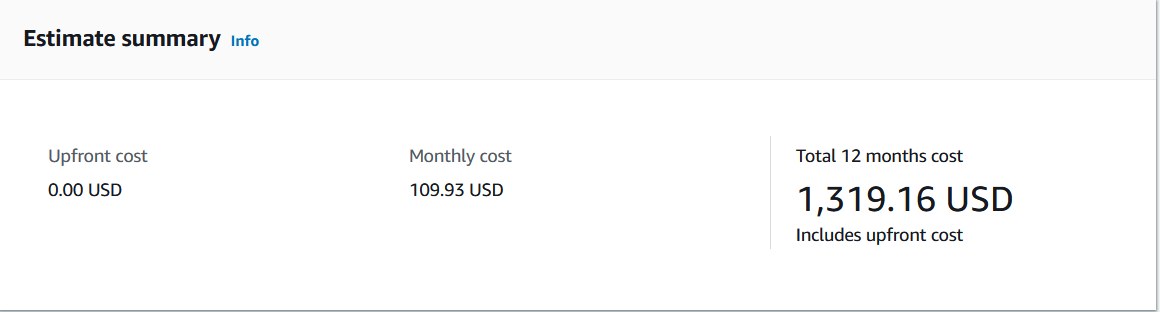 Estimate summary Info
Upfront cost
0.00 USD
Monthly cost
109.93 USD
Total 12 months cost
1,319.16 USD
Includes upfront cost